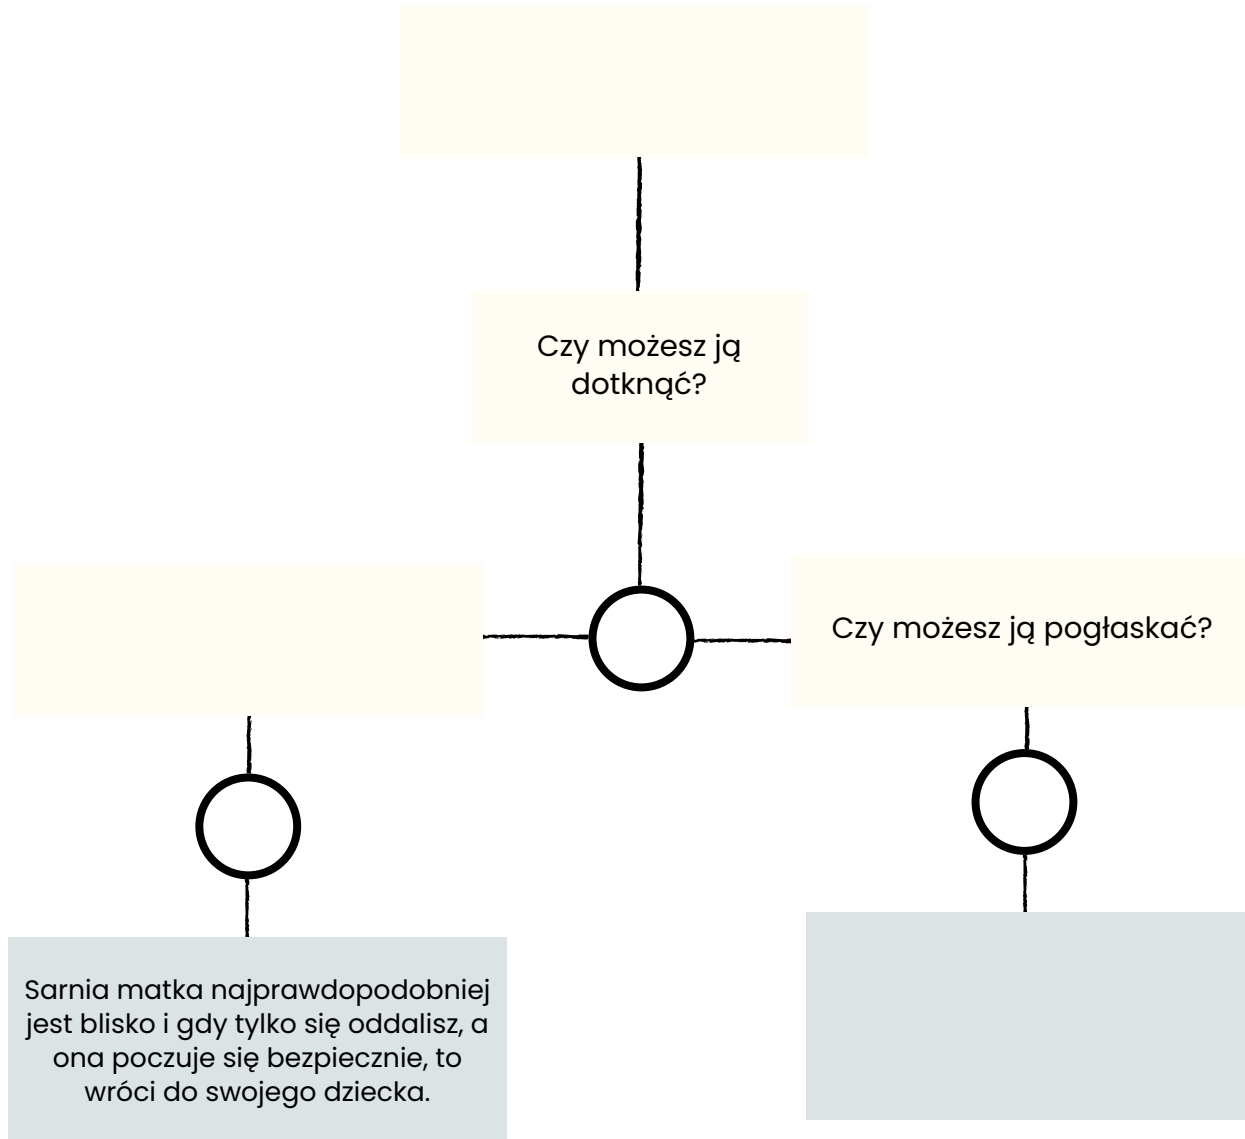 Czy możesz ją
dotknąć?
Czy możesz ją pogłaskać?
Sarnia matka najprawdopodobniej
jest blisko i gdy tylko się oddalisz, a
ona poczuje się bezpiecznie, to
wróci do swojego dziecka.